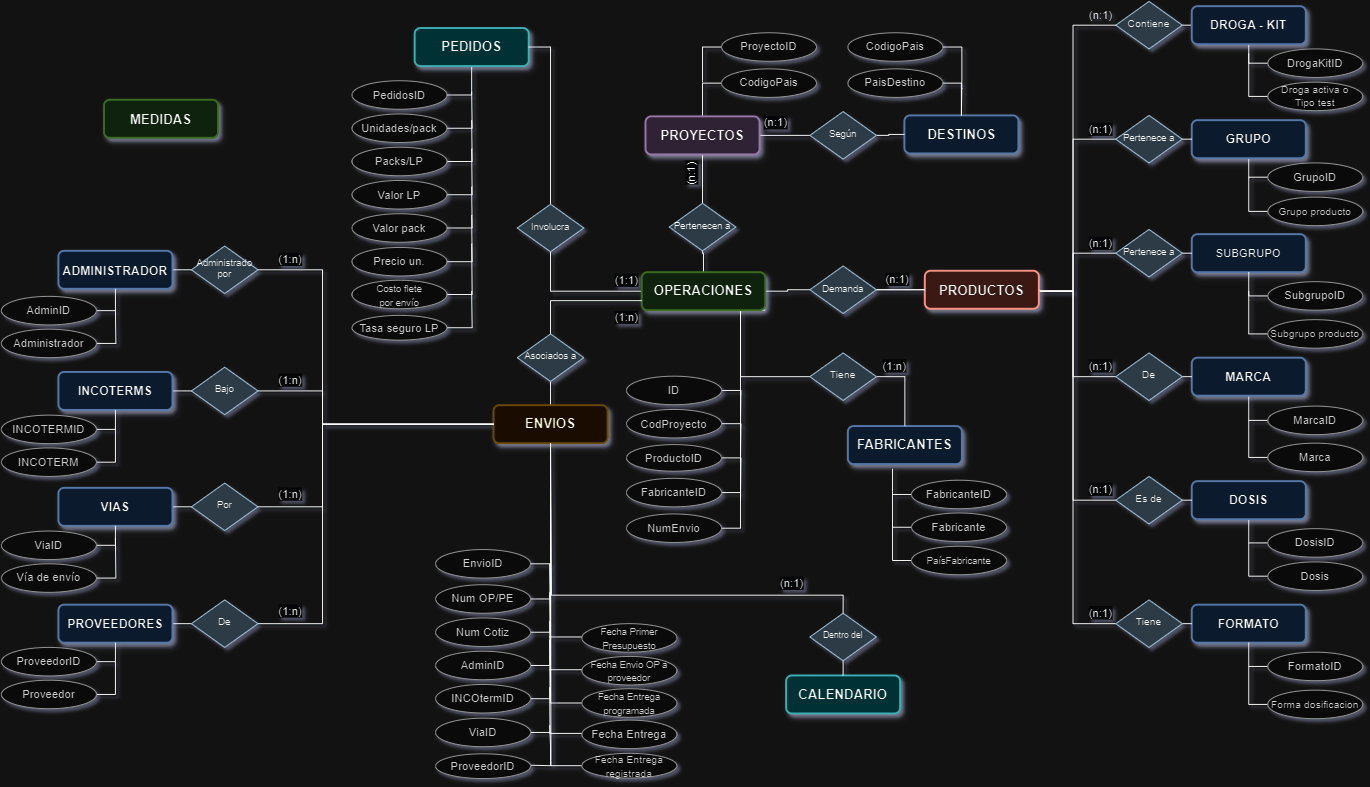 MEDIDAS
PEDIDOS
PedidosID
Unidades/pack
Packs/LP
Valor LP
Valor pack
Precio un.
Costo flete
por envío
Tasa seguro LP
Involucra
(1:1)
ProyectoID
CodigoPais
PROYECTOS
(n:1)
Según
CodigoPais
PaisDestino
DESTINOS
(n:1)
Pertenecen a
OPERACIONES
(1:n)
Demanda
(n:1)
PRODUCTOS
ID
CodProyecto
ProductoID
FabricanteID
NumEnvio
Tiene
(1:n)
FABRICANTES
FabricanteID
Fabricante
PaísFabricante
Asociados a
ENVIOS
EnvioID
Num OP/PE
Num Cotiz
AdminID
INCOtermID
ViaID
ProveedorID
Fecha Primer
Presupuesto
Fecha Envio OP a
proveedor
Fecha Entrega
programada
Fecha Entrega
Fecha Entrega
registrada
(n:1)
Dentro del
CALENDARIO
ADMINISTRADOR
Administrado
por
(1:n)
AdminID
Administrador
INCOTERMS
Bajo
(1:n)
INCOTERMID
INCOTERM
VIAS
Por
(1:n)
ViaID
Vía de envío
PROVEEDORES
De
(1:n)
ProveedorID
Proveedor
(n:1)
Contiene
DROGA - KIT
DrogaKitID
Droga activa o
Tipo test
(n:1)
Pertenece a
GRUPO
GrupoID
Grupo producto
(n:1)
Pertenece a
SUBGRUPO
SubgrupoID
Subgrupo producto
(n:1)
De
MARCA
MarcaID
Marca
(n:1)
Es de
DOSIS
DosisID
Dosis
(n:1)
Tiene
FORMATO
FormatoID
Forma dosificacion